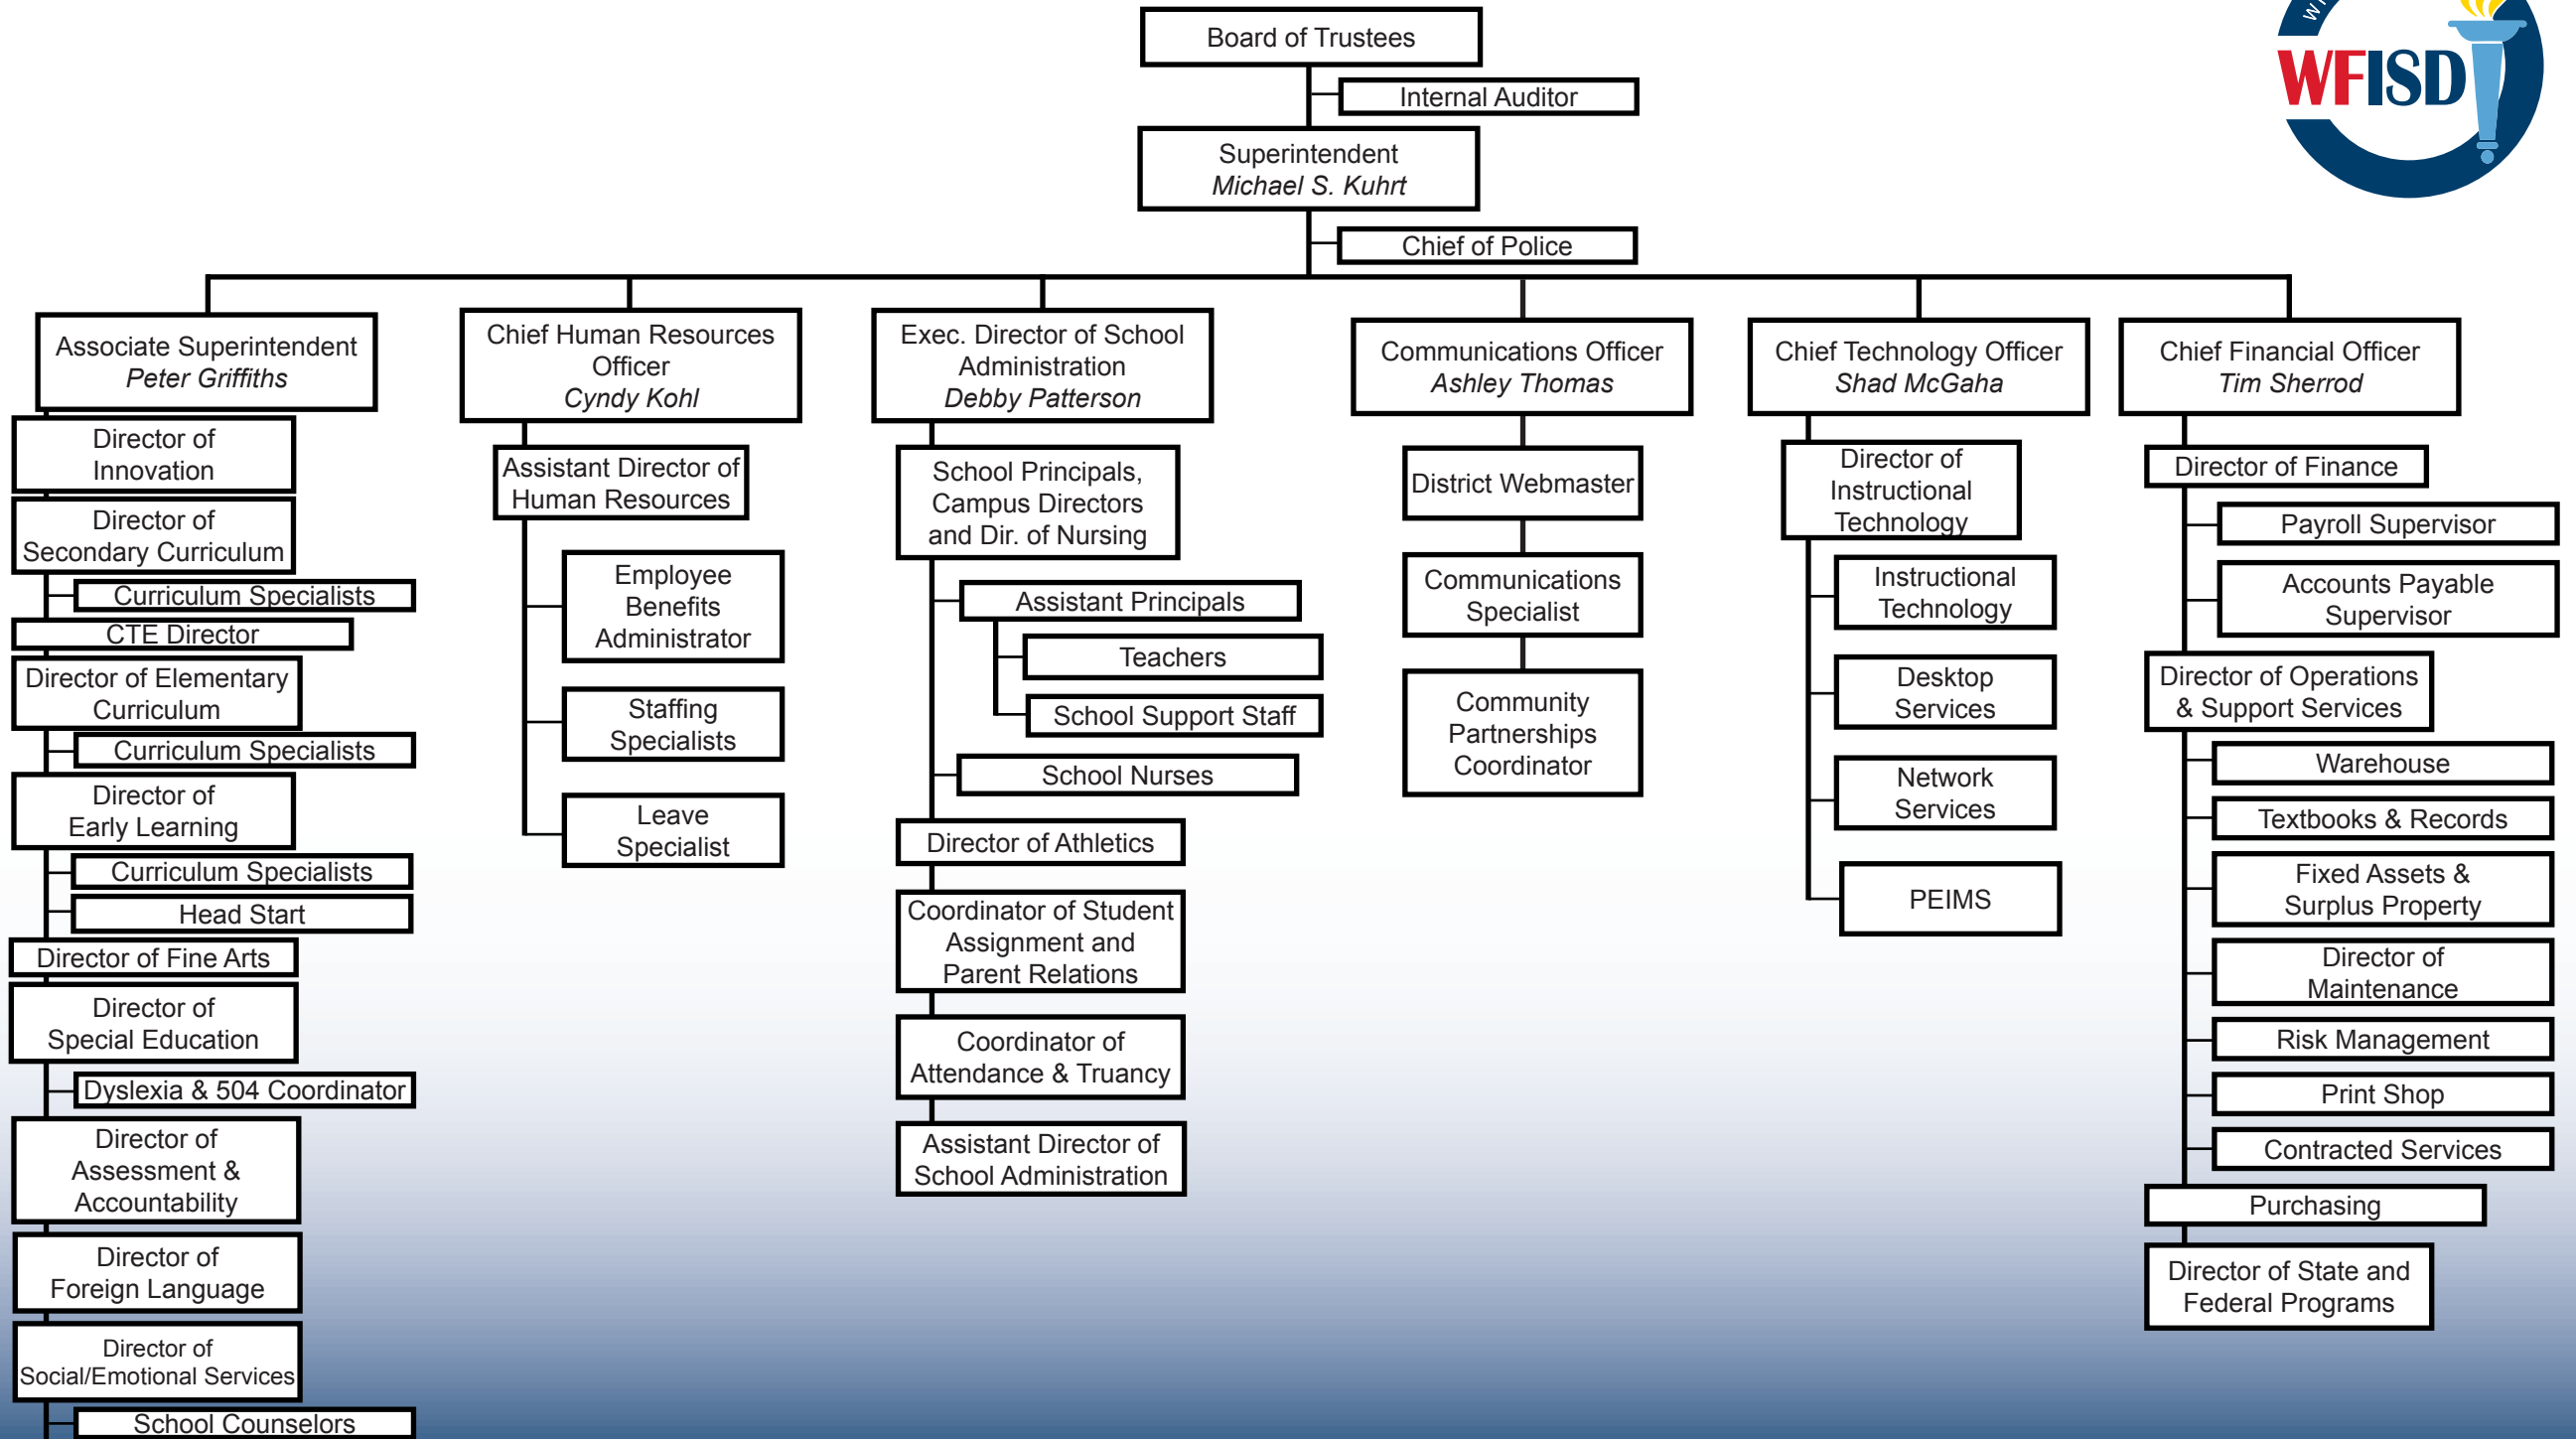 Board of Trustees
Internal Auditor
Superintendent
Michael S. Kuhrt
Chief of Police
WFISD
Associate Superintendent
Peter Griffiths
Director of
Innovation
Director of
Secondary Curriculum
Curriculum Specialists
CTE Director
Director of Elementary
Curriculum
Curriculum Specialists
Director of
Early Learning
Curriculum Specialists
Head Start
Director of Fine Arts
Director of
Special Education
Dyslexia & 504 Coordinator
Director of
Assessment &
Accountability
Director of
Foreign Language
Director of
Social/Emotional Services
School Counselors
Chief Human Resources
Officer
Cyndy Kohl
Assistant Director of
Human Resources
Employee
Benefits
Administrator
Staffing
Specialists
Leave
Specialist
Exec. Director of School
Administration
Debby Patterson
School Principals,
Campus Directors
and Dir. of Nursing
Assistant Principals
Teachers
School Support Staff
School Nurses
Director of Athletics
Coordinator of Student
Assignment and
Parent Relations
Coordinator of
Attendance & Truancy
Assistant Director of
School Administration
Communications Officer
Ashley Thomas
District Webmaster
Communications
Specialist
Community
Partnerships
Coordinator
Chief Technology Officer
Shad McGaha
Director of
Instructional
Technology
Instructional
Technology
Desktop
Services
Network
Services
PEIMS
Chief Financial Officer
Tim Sherrod
Director of Finance
Payroll Supervisor
Accounts Payable
Supervisor
Director of Operations
& Support Services
Warehouse
Textbooks & Records
Fixed Assets &
Surplus Property
Director of
Maintenance
Risk Management
Print Shop
Contracted Services
Purchasing
Director of State and
Federal Programs